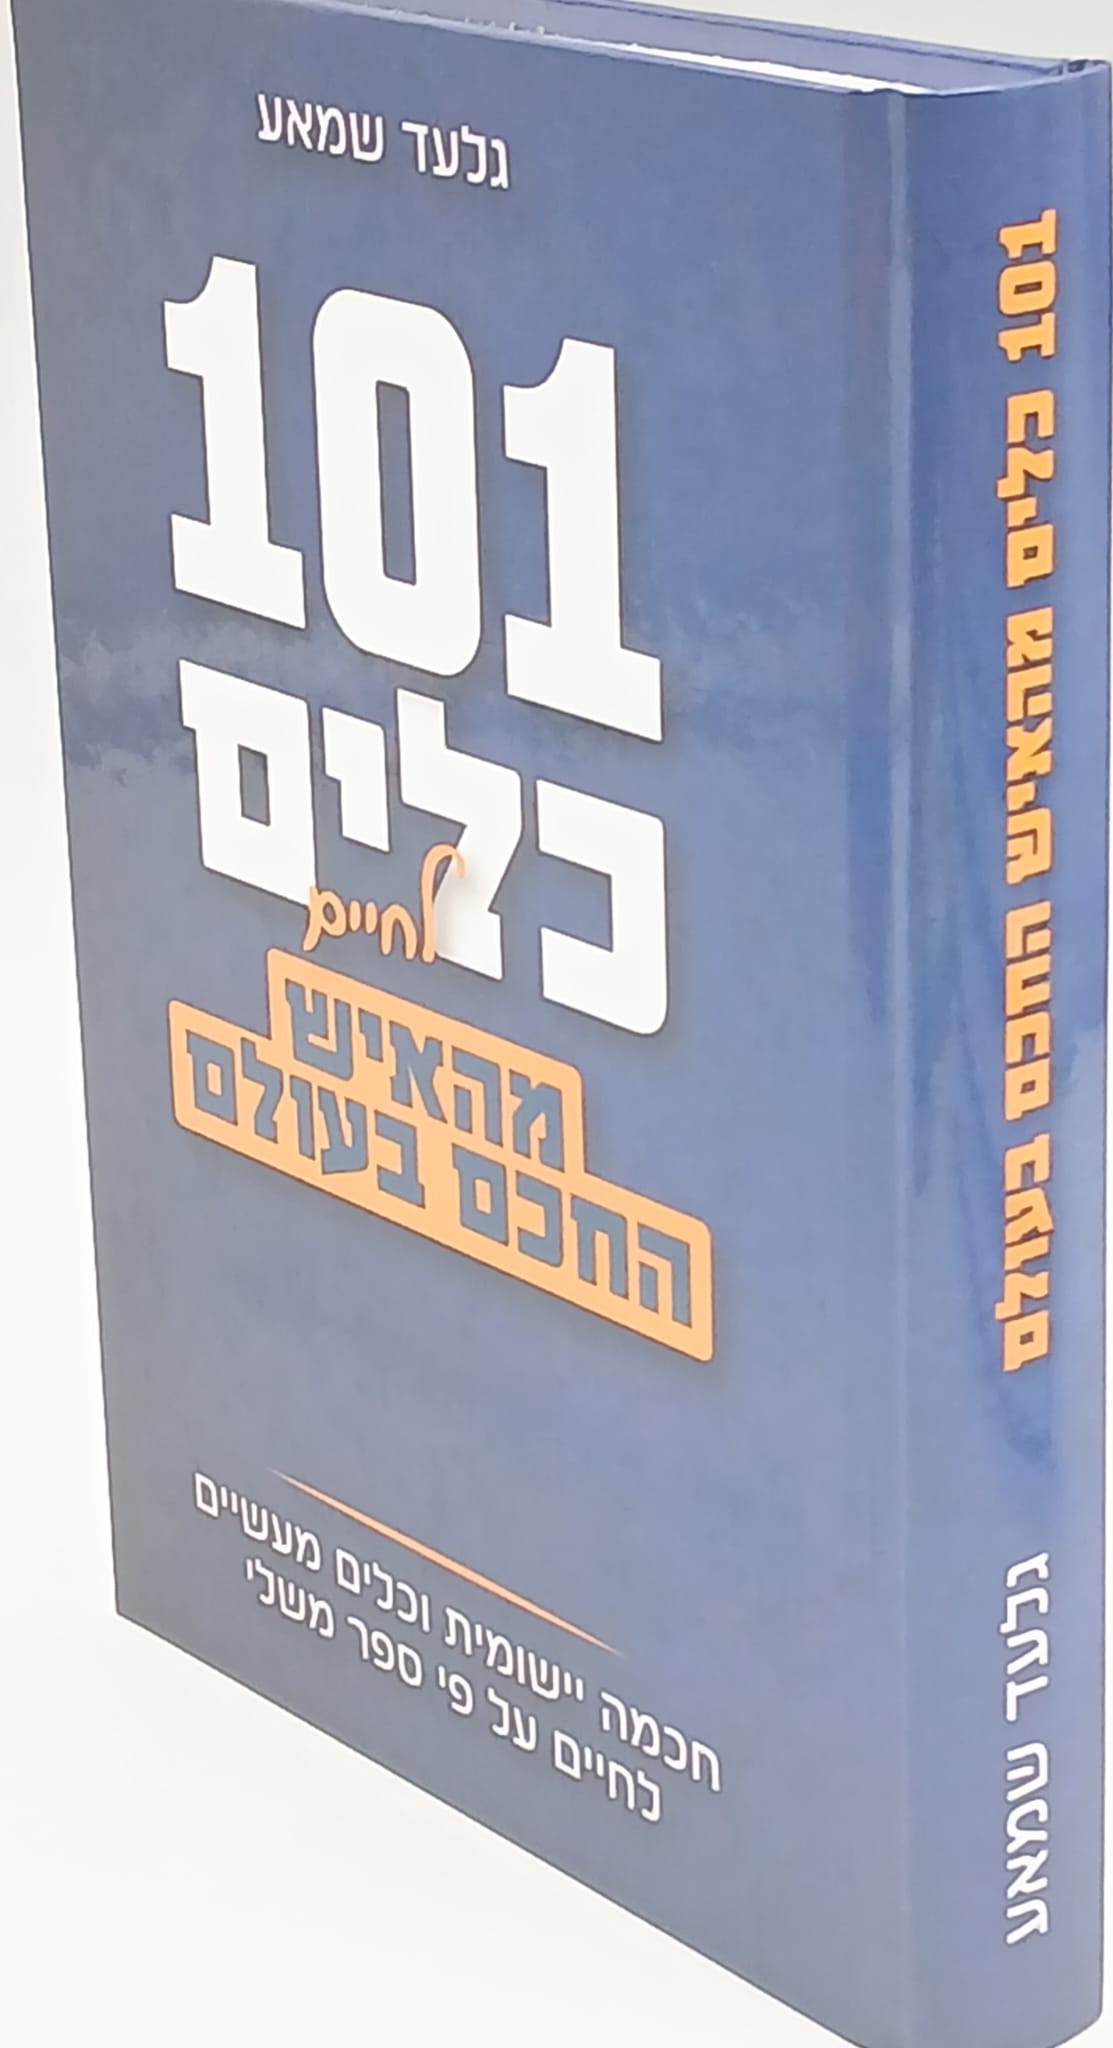 גלעד שמאע
101
כלים
לחיים
מהאיש
החכם בעולם
חכמה יישומית וכלים מעשיים
לחיים על פי ספר משלי
101 כלים מהאיש החכם בעולם
גלעד שמאע